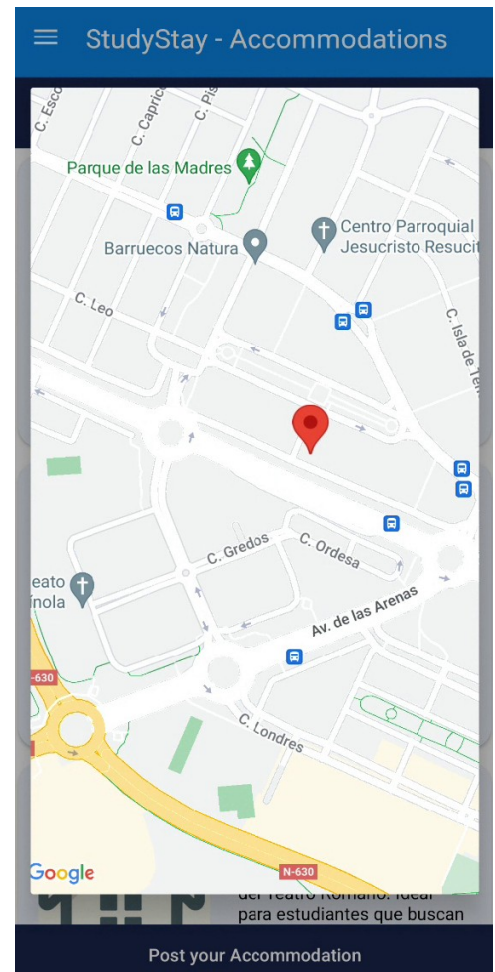 StudyStay - Accommodations
C. Esco
C. Capric
C. Pis
Parque de las Madres
Barruecos Natura
Centro Parroquial
Jesucristo Resucit
C. Leo
C. Isla de Ten
C. Gredos
C. Ordesa
eato
ínola
Av. de las Arenas
-630
C. Londres
Google
N-630
del Teatro Romano. Ideal
para estudiantes que buscan
Post your Accommodation